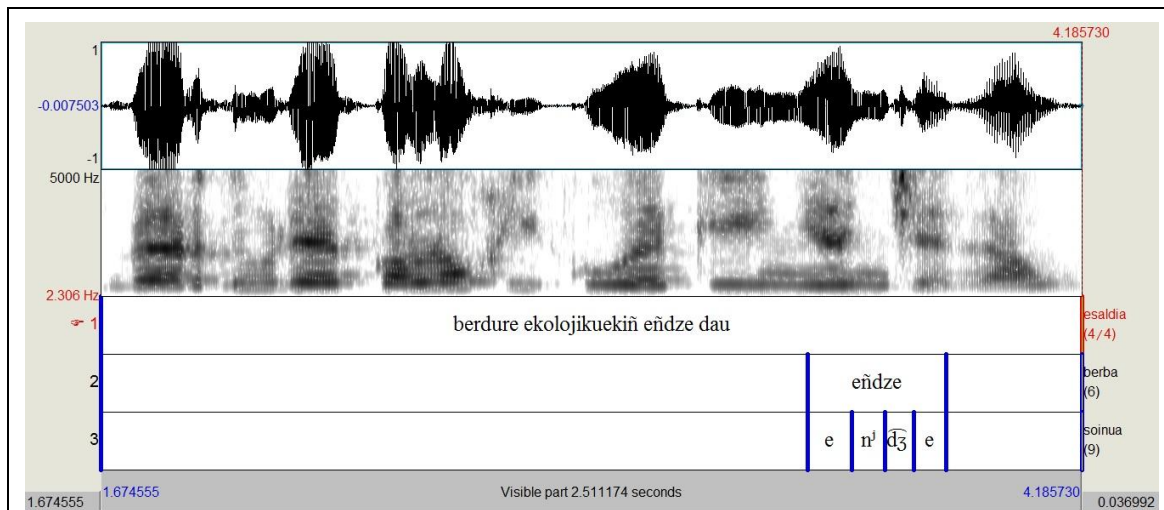 4.185730
1
-0.007503
-1
5000 Hz
2.306 Hz
☞ 1
berdure ekolojikuekiñ eñdze dau
esaldia
(4/4)
2
eñdze
berba
(6)
3
e nʲ d͡ʒ e
soinua
(9)
1.674555 1.674555 Visible part 2.511174 seconds 4.185730 0.036992